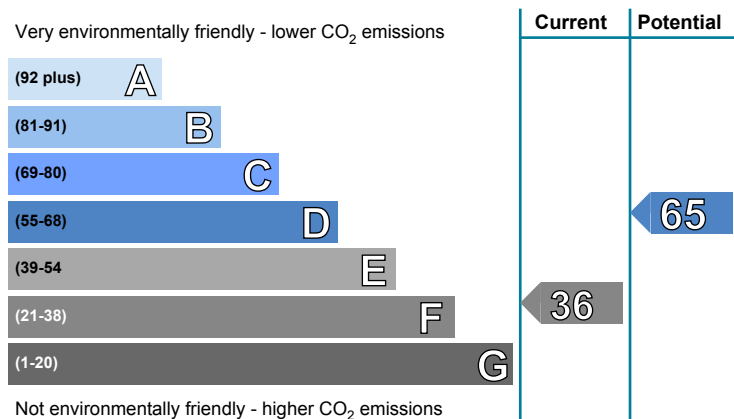 Current Potential
Very environmentally friendly - lower CO2 emissions
(92 plus) A
(81-91) B
(69-80) C
(55-68) D
65
(39-54 E
(21-38) F
36
(1-20) G
Not environmentally friendly - higher CO2 emissions